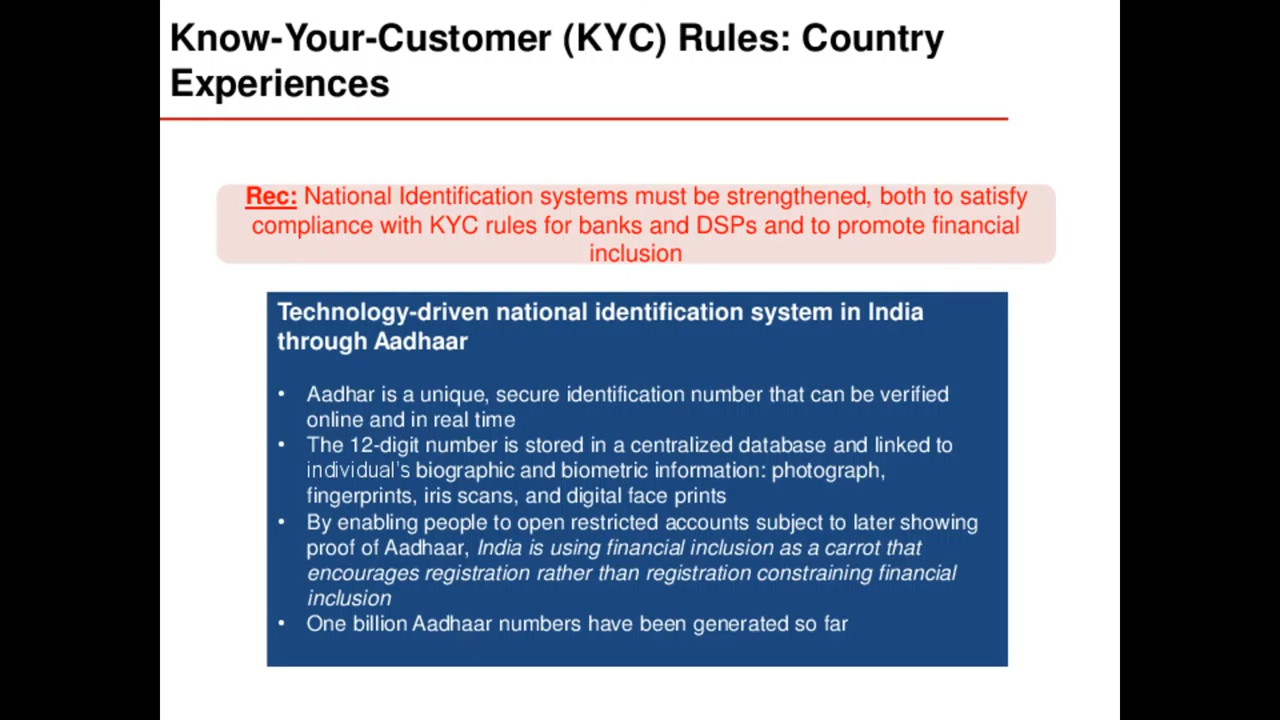 Know-Your-Customer (KYC) Rules: Country
Experiences
Rec: National Identification systems must be strengthened, both to satisfy
compliance with KYC rules for banks and DSPs and to promote financial
inclusion
Technology-driven national identification system in India
through Aadhaar
• Aadhar is a unique, secure identification number that can be verified
online and in real time
• The 12-digit number is stored in a centralized database and linked to
individual's biographic and biometric information: photograph,
fingerprints, iris scans, and digital face prints
• By enabling people to open restricted accounts subject to later showing
proof of Aadhaar, India is using financial inclusion as a carrot that
encourages registration rather than registration constraining financial
inclusion
• One billion Aadhaar numbers have been generated so far